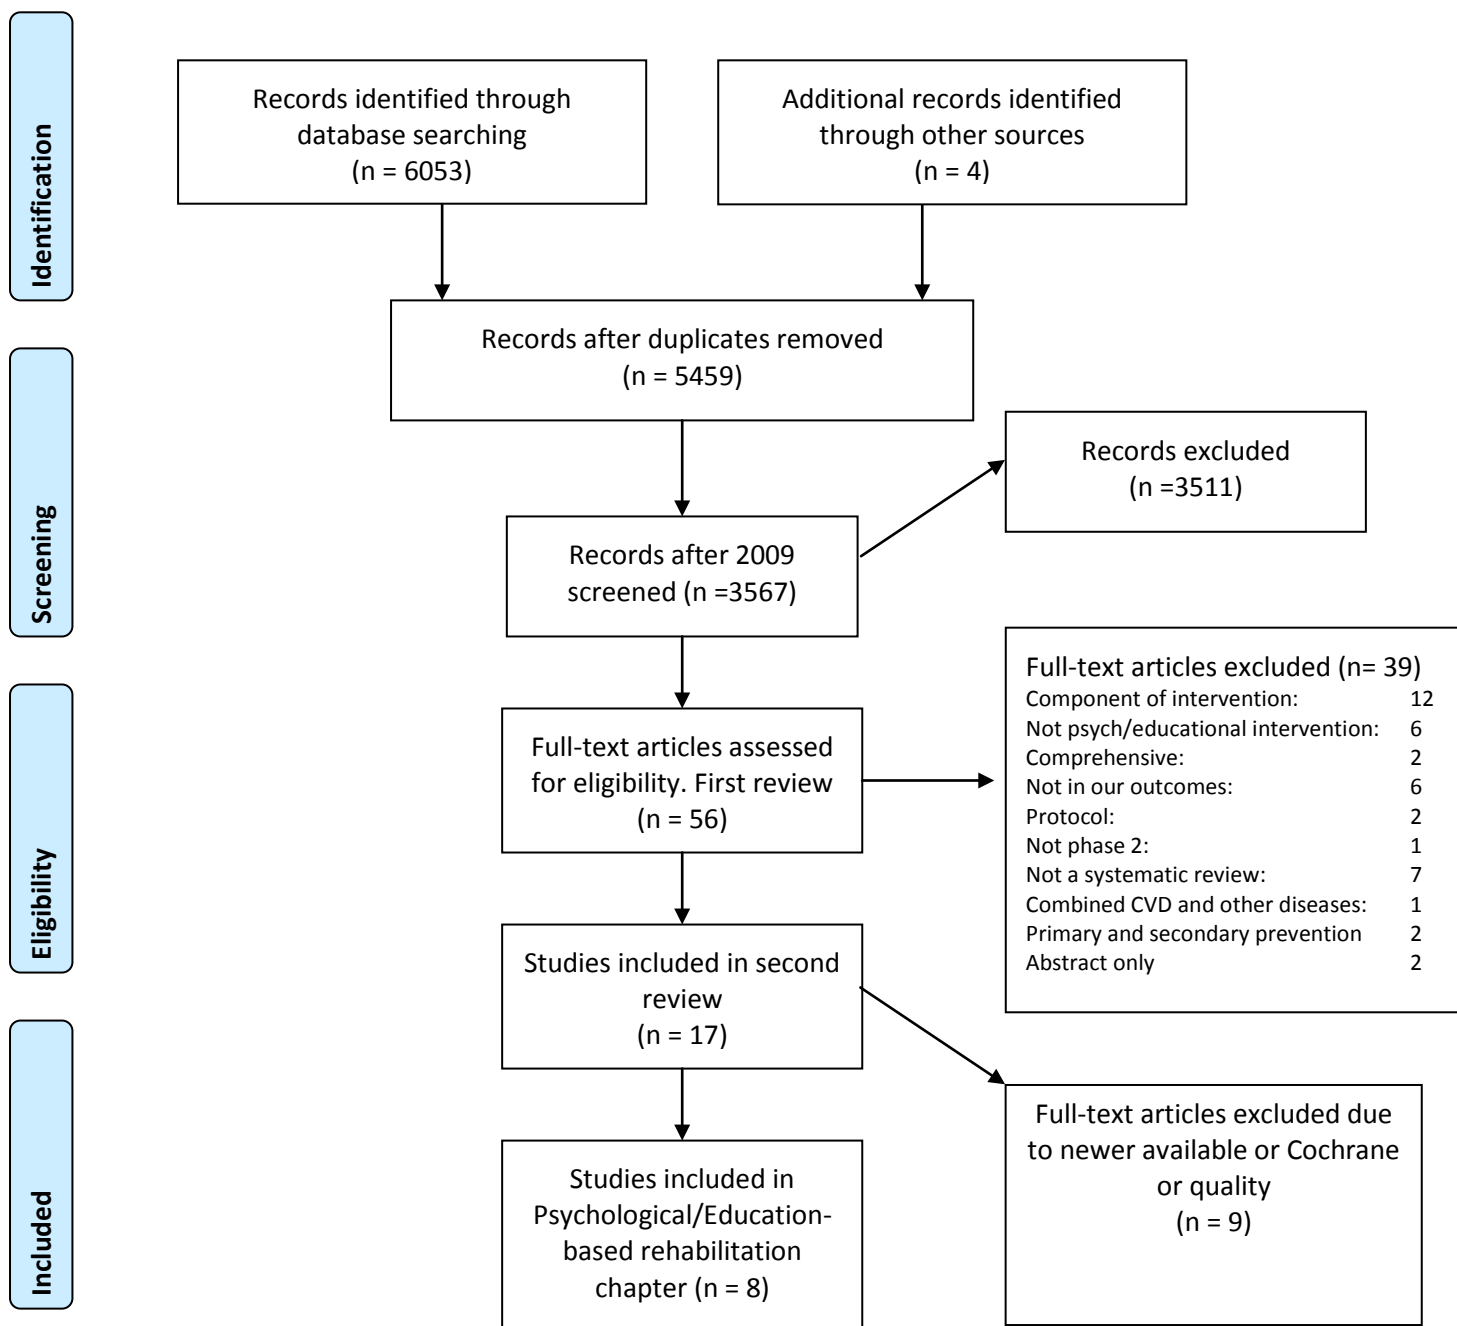 Identification
Records identified through
database searching
(n = 6053)
Additional records identified
through other sources
(n = 4)
Records after duplicates removed
(n = 5459)
Screening
Records excluded
(n =3511)
Records after 2009
screened (n =3567)
Eligibility
Full-text articles assessed
for eligibility. First review
(n = 56)
Full-text articles excluded (n= 39)
Component of intervention: 12
Not psych/educational intervention: 6
Comprehensive: 2
Not in our outcomes: 6
Protocol: 2
Not phase 2: 1
Not a systematic review: 7
Combined CVD and other diseases: 1
Primary and secondary prevention 2
Abstract only 2
Studies included in second
review
(n = 17)
Included
Full-text articles excluded due
to newer available or Cochrane
or quality
(n = 9)
Studies included in
Psychological/Education-
based rehabilitation
chapter (n = 8)